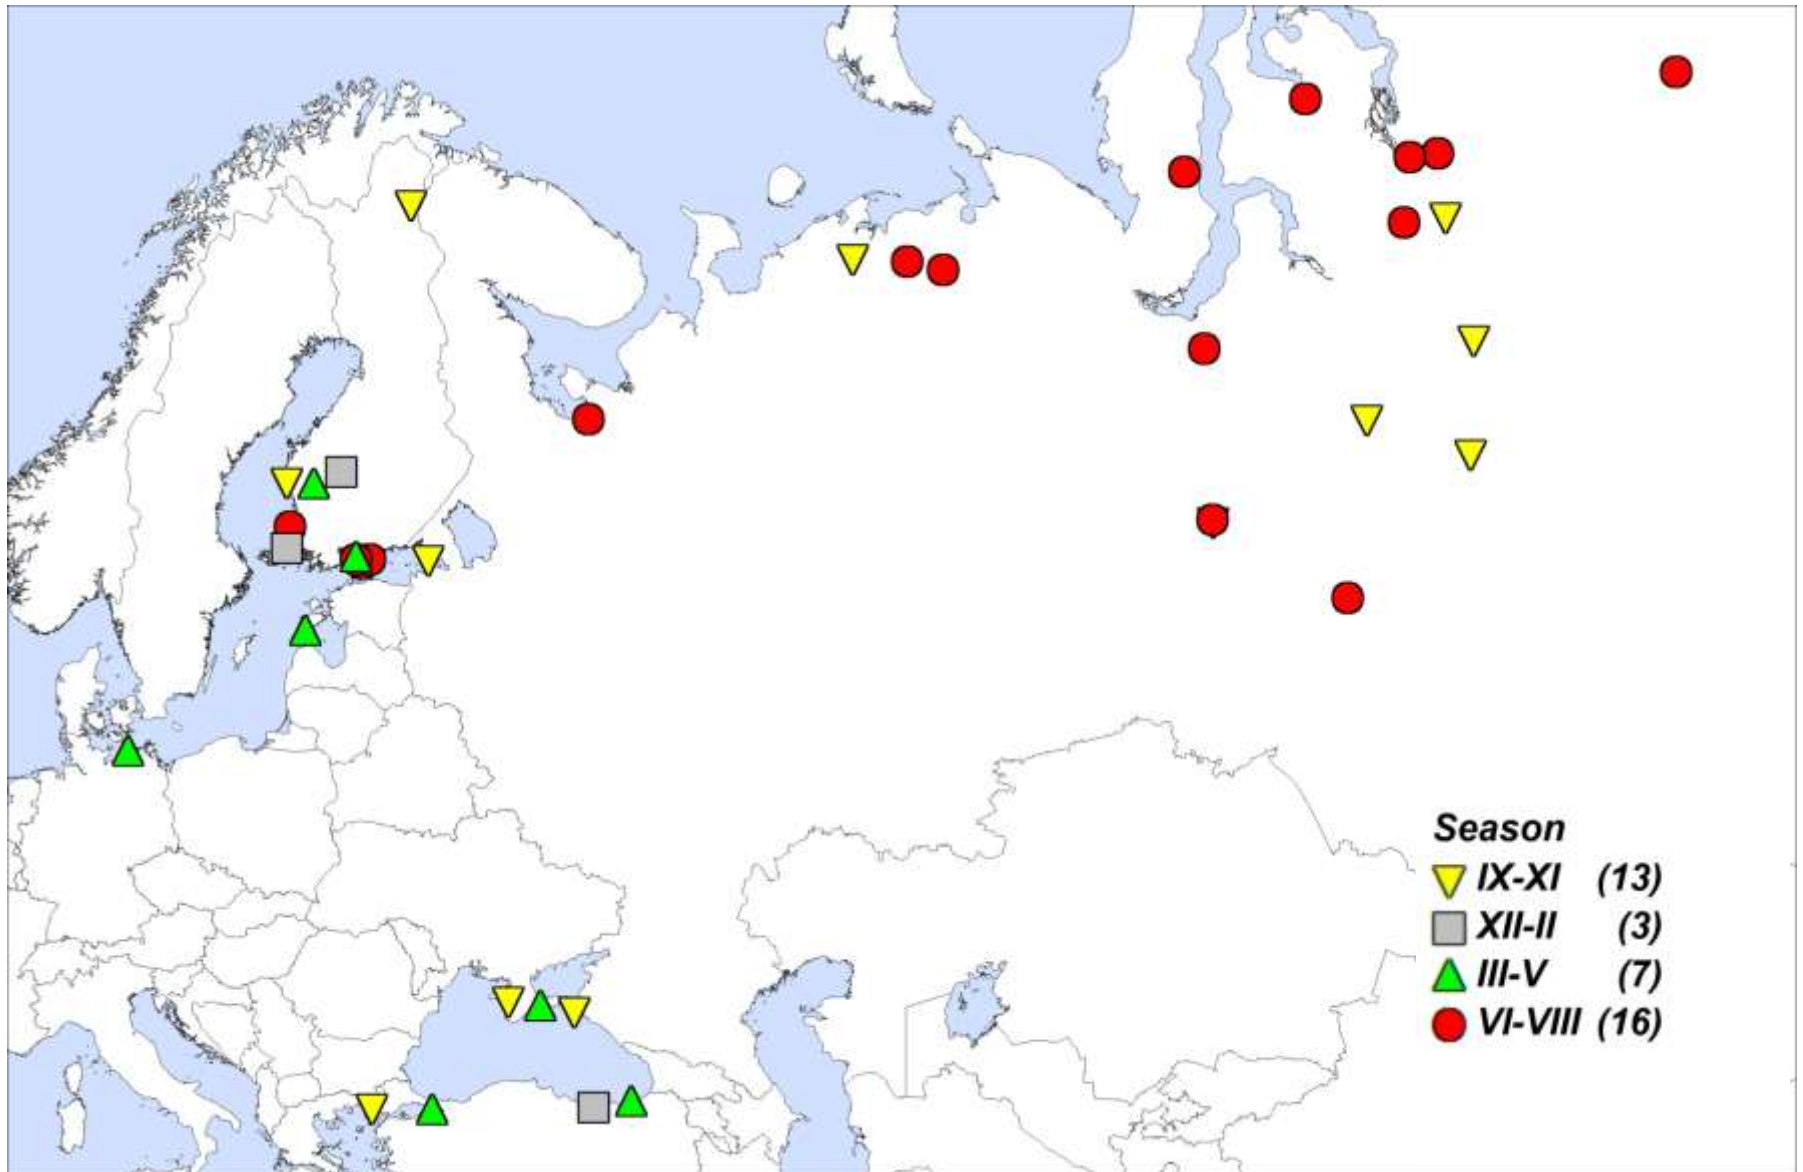 Season
IX-XI (13)
XII-II (3)
III-V (7)
VI-VIII (16)